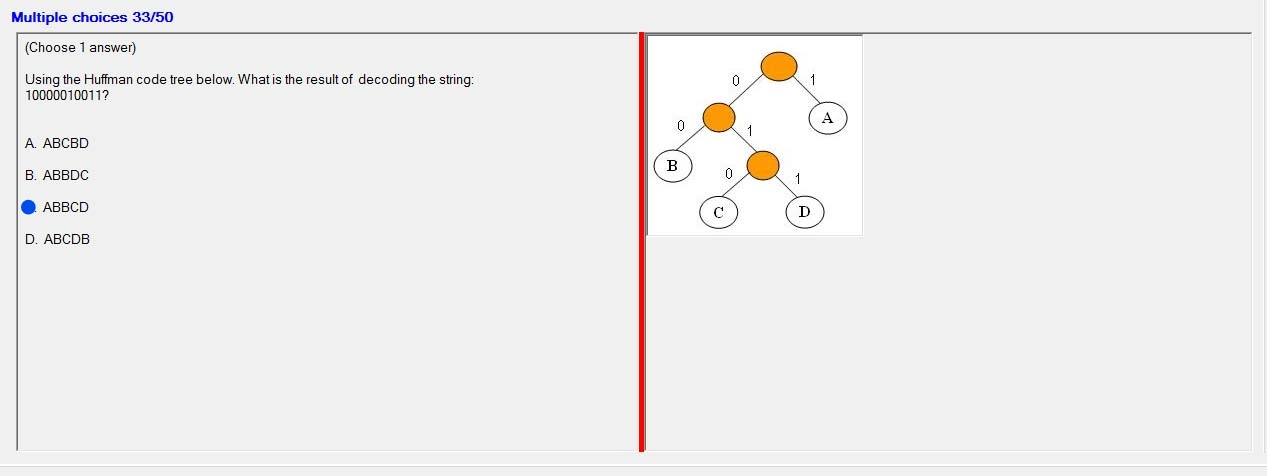 Multiple choices 33/50
(Choose 1 answer)
Using the Huffman code tree below. What is the result of decoding the string:
10000010011?
A. ABCBD
B. ABBDC
ABBCD
D. ABCDB
0
1
A
0
1
B
0
1
C
D